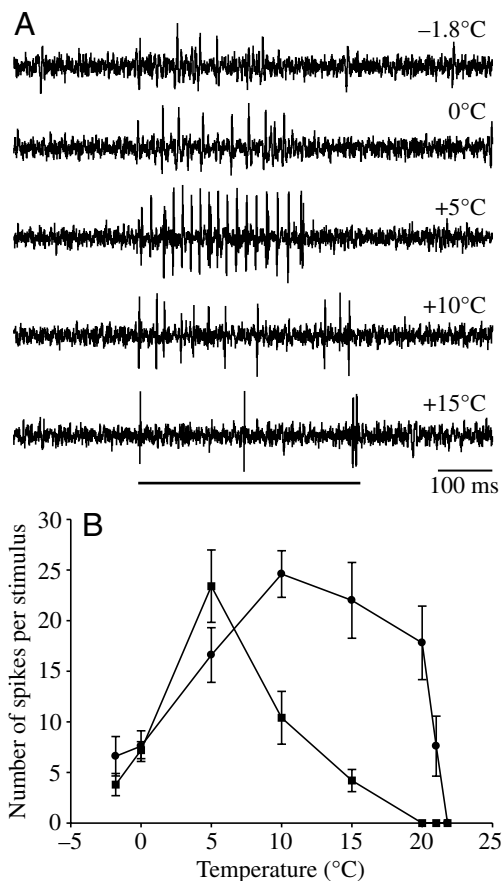 A
–1.8°C
0°C
+5°C
+10°C
+15°C
100 ms
B
30
25
20
15
10
5
0
–5
0
5
10
15
20
25
Number of spikes per stimulus
Temperature (°C)